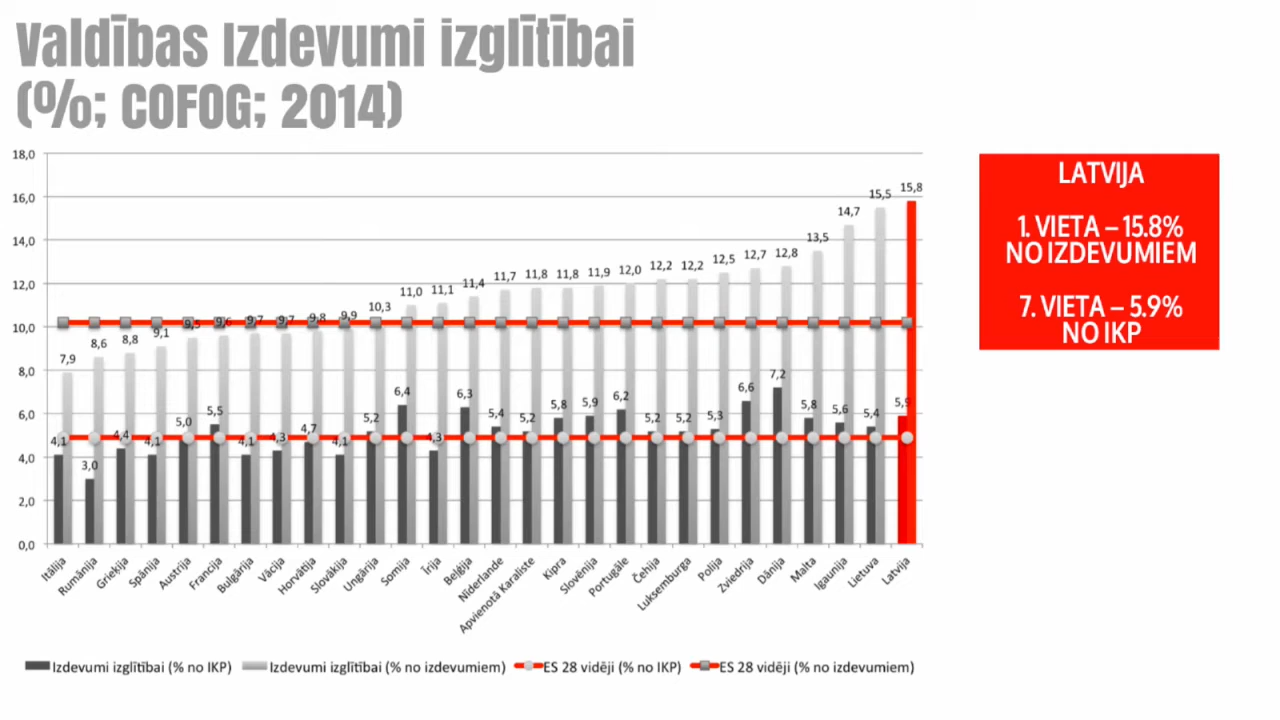 Valdības Izdevumi izglītībai
(%; COFOG; 2014)
LATVIJA
1. VIETA – 15.8%
NO IZDEVUMIEM
7. VIETA – 5.9%
NO IKP
18,0
16,0
14,0
12,0
10,0
8,0
6,0
4,0
2,0
0,0
7,9 8,6 8,8 9,1 9,5 9,6 9,7 9,7 9,8 9,9 10,3 11,0 11,1 11,4 11,7 11,8 11,8 11,9 12,0 12,2 12,2 12,5 12,7 12,8 13,5 14,7 15,5 15,8
4,1 3,0 4,4 4,1 5,0 5,5 4,1 4,3 4,7 4,1 5,2 6,4 4,3 6,3 5,4 5,2 5,8 5,9 6,2 5,2 5,2 5,3 6,6 7,2 5,8 5,6 5,4 5,9
Itālija Rumānija Grieķija Spānija Austrija Francija Bulgārija Vācija Horvātija Slovākija Ungārija Somija Īrija Beļģija Nīderlande Apvienotā Karaliste Kipra Slovēnija Portugāle Čehija Luksemburga Polija Zviedrija Dānija Malta Igaunija Lietuva Latvija
Izdevumi izglītībai (% no IKP) Izdevumi izglītībai (% no izdevumiem) ES 28 vidēji (% no IKP) ES 28 vidēji (% no izdevumiem)